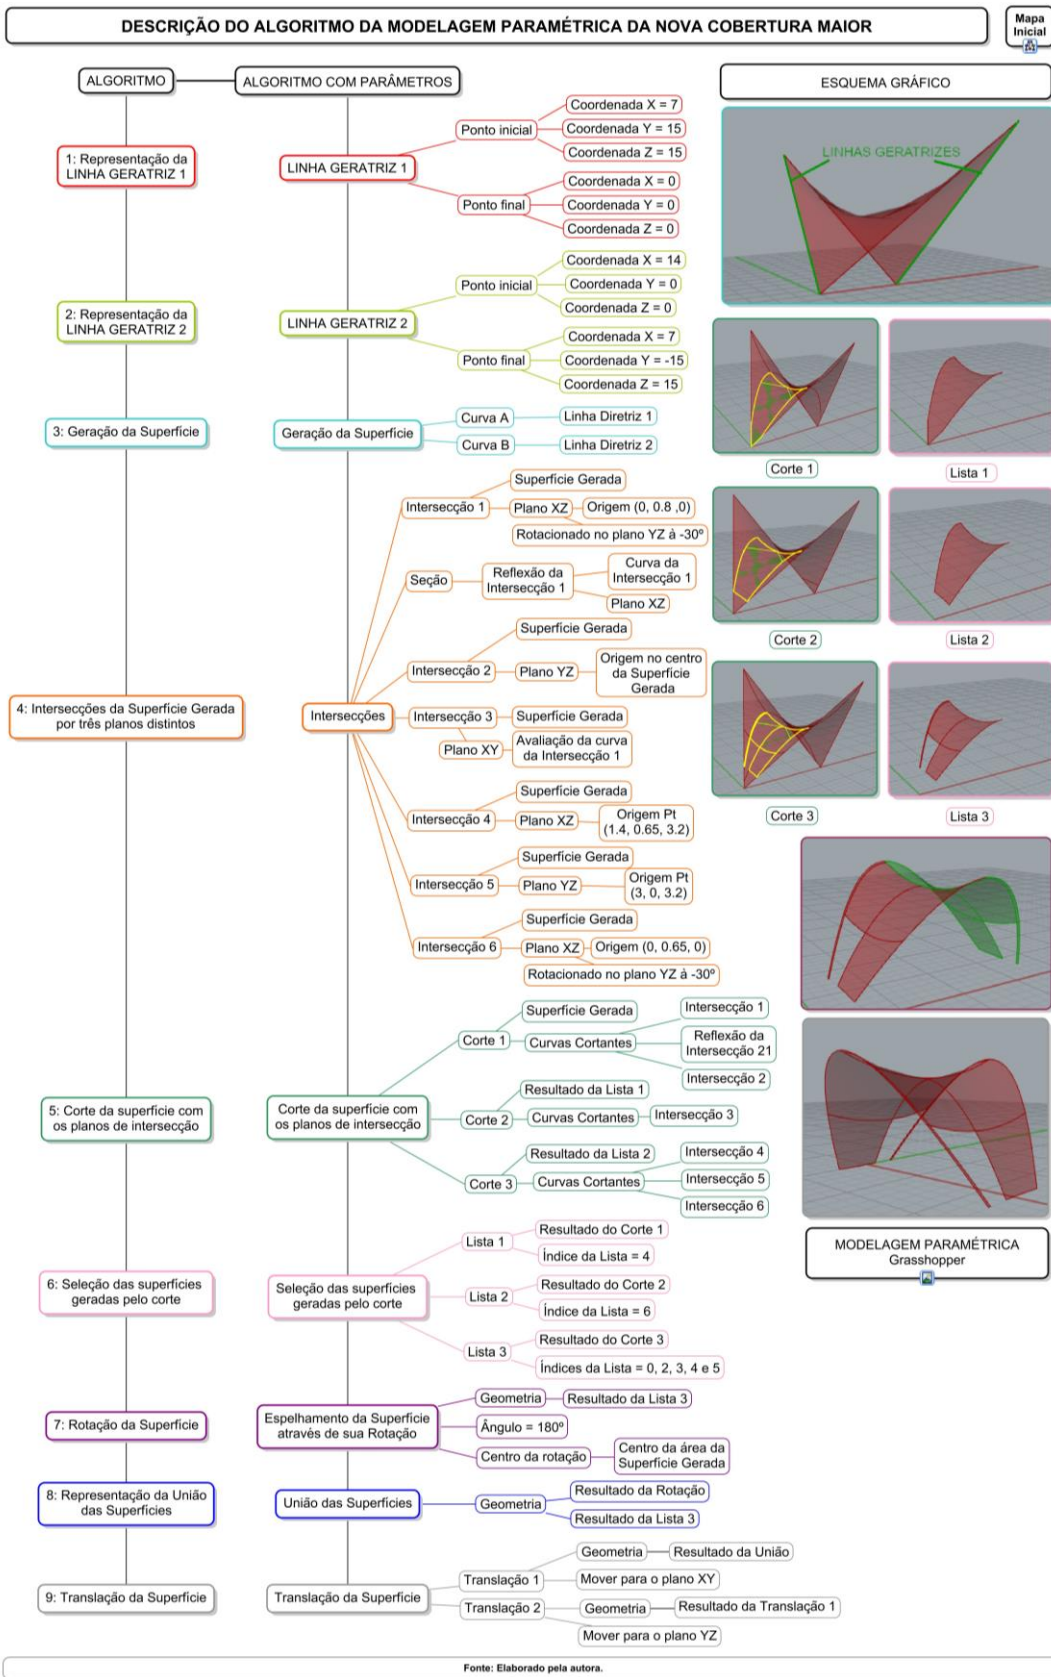 DESCRIÇÃO DO ALGORITMO DA MODELAGEM PARAMÉTRICA DA NOVA COBERTURA MAIOR
Mapa
Inicial
ALGORITMO
ALGORITMO COM PARÂMETROS
ESQUEMA GRÁFICO
1: Representação da
LINHA GERATRIZ 1
LINHA GERATRIZ 1
Ponto inicial
Coordenada X = 7
Coordenada Y = 15
Coordenada Z = 15
Ponto final
Coordenada X = 0
Coordenada Y = 0
Coordenada Z = 0
LINHAS GERATRIZES
2: Representação da
LINHA GERATRIZ 2
LINHA GERATRIZ 2
Ponto inicial
Coordenada X = 14
Coordenada Y = 0
Coordenada Z = 0
Ponto final
Coordenada X = 7
Coordenada Y = -15
Coordenada Z = 15
3: Geração da Superfície
Geração da Superfície
Curva A
Linha Diretriz 1
Curva B
Linha Diretriz 2
Corte 1
Lista 1
Corte 2
Lista 2
Corte 3
Lista 3
4: Intersecções da Superfície Gerada
por três planos distintos
Intersecções
Intersecção 1
Superfície Gerada
Plano XZ
Origem (0, 0.8 ,0)
Rotacionado no plano YZ à -30º
Seção
Reflexão da
Intersecção 1
Curva da
Intersecção 1
Plano XZ
Intersecção 2
Superfície Gerada
Plano YZ
Origem no centro
da Superfície
Gerada
Intersecção 3
Superfície Gerada
Plano XY
Avaliação da curva
da Intersecção 1
Intersecção 4
Superfície Gerada
Plano XZ
Origem Pt
(1.4, 0.65, 3.2)
Intersecção 5
Superfície Gerada
Plano YZ
Origem Pt
(3, 0, 3.2)
Intersecção 6
Superfície Gerada
Plano XZ
Origem (0, 0.65, 0)
Rotacionado no plano YZ à -30º
5: Corte da superfície com
os planos de intersecção
Corte da superfície com
os planos de intersecção
Corte 1
Superfície Gerada
Curvas Cortantes
Intersecção 1
Reflexão da
Intersecção 21
Intersecção 2
Corte 2
Resultado da Lista 1
Curvas Cortantes
Intersecção 3
Corte 3
Resultado da Lista 2
Curvas Cortantes
Intersecção 4
Intersecção 5
Intersecção 6
MODELAGEM PARAMÉTRICA
Grasshopper
6: Seleção das superfícies
geradas pelo corte
Seleção das superfícies
geradas pelo corte
Lista 1
Resultado do Corte 1
Índice da Lista = 4
Lista 2
Resultado do Corte 2
Índice da Lista = 6
Lista 3
Resultado do Corte 3
Índices da Lista = 0, 2, 3, 4 e 5
7: Rotação da Superfície
Espelhamento da Superfície
através de sua Rotação
Geometria
Resultado da Lista 3
Ângulo = 180º
Centro da rotação
Centro da área da
Superfície Gerada
8: Representação da União
das Superfícies
União das Superfícies
Geometria
Resultado da Rotação
Resultado da Lista 3
9: Translação da Superfície
Translação da Superfície
Translação 1
Geometria
Resultado da União
Mover para o plano XY
Translação 2
Geometria
Resultado da Translação 1
Mover para o plano YZ
Fonte: Elaborado pela autora.